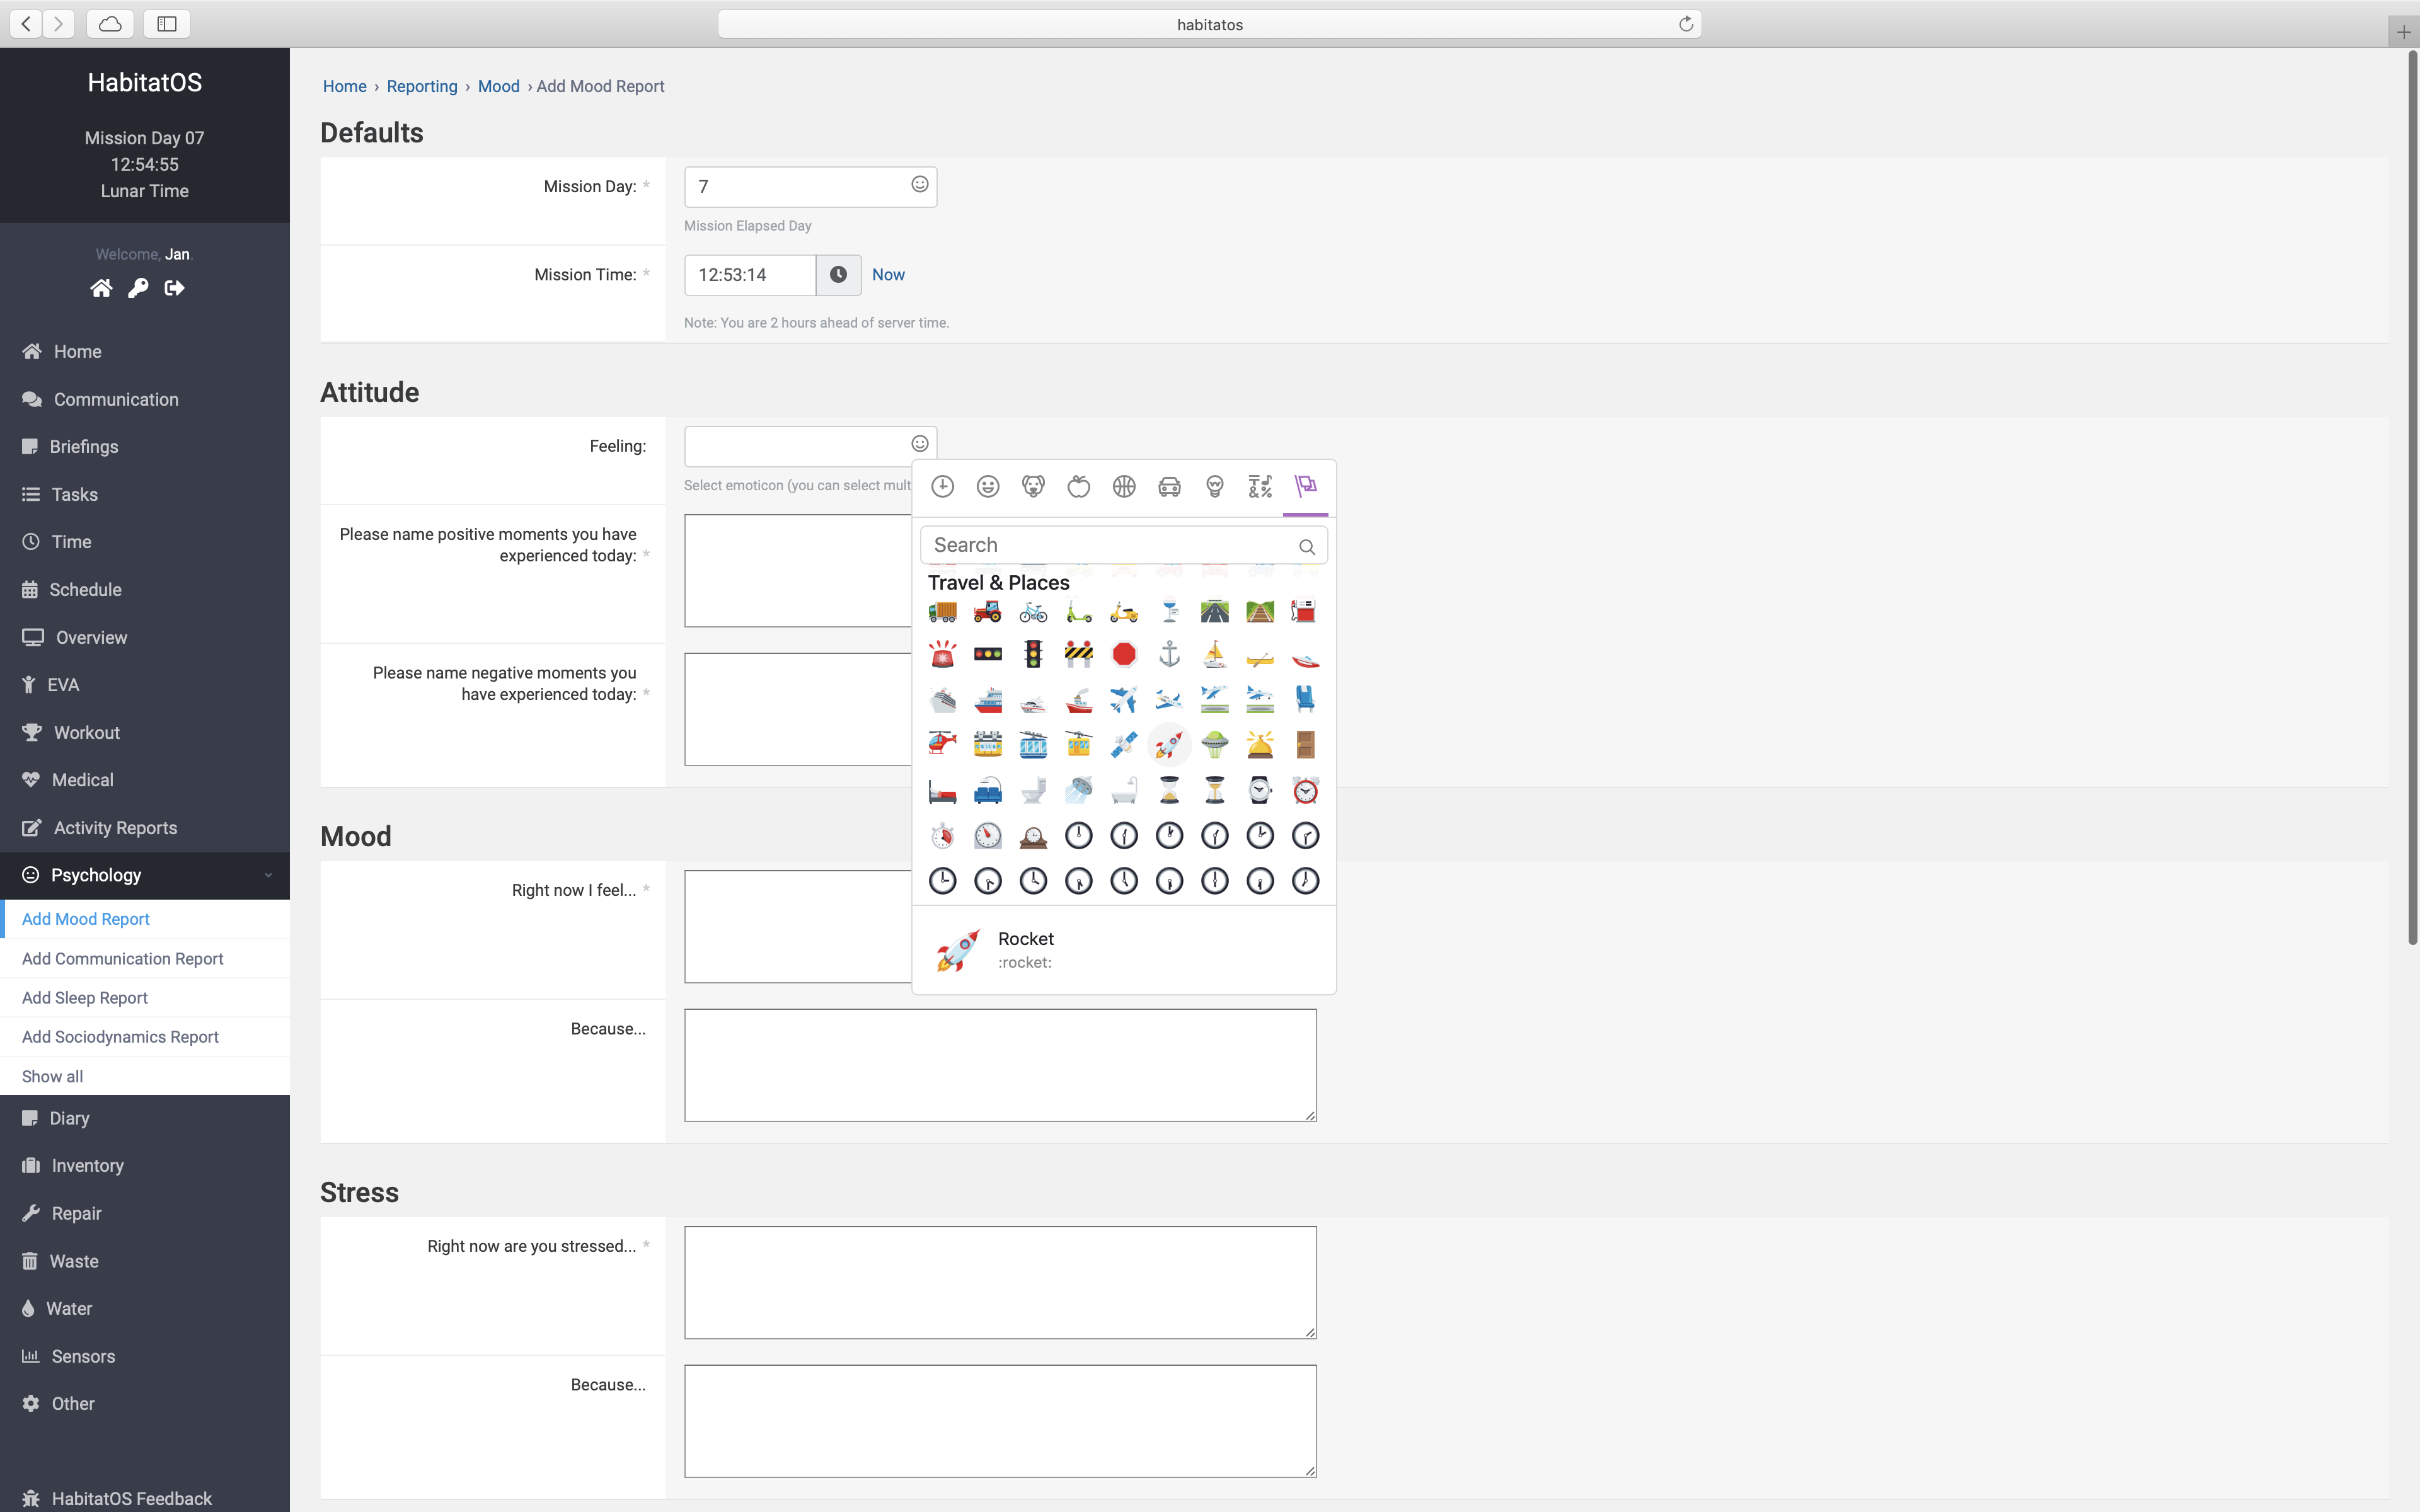 habitatos
HabitatOS
Mission Day 07
12:54:55
Lunar Time
Welcome, Jan.
Home
Communication
Briefings
Tasks
Time
Schedule
Overview
EVA
Workout
Medical
Activity Reports
Psychology
Add Mood Report
Add Communication Report
Add Sleep Report
Add Sociodynamics Report
Show all
Diary
Inventory
Repair
Waste
Water
Sensors
Other
HabitatOS Feedback
Home › Reporting › Mood › Add Mood Report
Defaults
Mission Day: *
7
Mission Elapsed Day
Mission Time: *
12:53:14
Now
Note: You are 2 hours ahead of server time.
Attitude
Feeling:
Select emoticon (you can select mult
Please name positive moments you have
experienced today: *
Please name negative moments you
have experienced today: *
Search
Travel & Places
Rocket
:rocket:
Mood
Right now I feel... *
Because...
Stress
Right now are you stressed... *
Because...